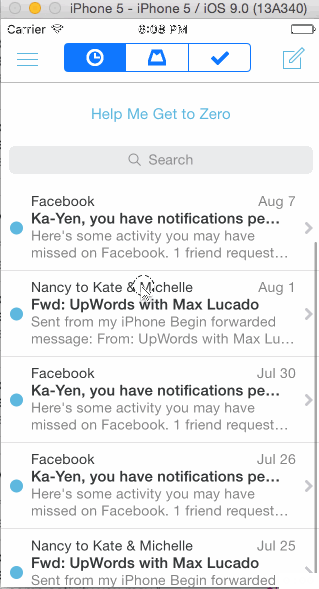 iPhone 5 - iPhone 5 / iOS 9.0 (13A340)
Carrier 8:08 PM
Help Me Get to Zero
Search
Facebook Aug 7
Ka-Yen, you have notifications pe...
Here's some activity you may have
missed on Facebook. 1 friend request...
Nancy to Kate & Michelle Aug 1
Fwd: UpWords with Max Lucado
Sent from my iPhone Begin forwarded
message: From: UpWords with Max Lu...
Facebook Jul 30
Ka-Yen, you have notifications pe...
Here's some activity you may have
missed on Facebook. 1 friend request...
Facebook Jul 26
Ka-Yen, you have notifications pe...
Here's some activity you may have
missed on Facebook. 1 friend request...
Nancy to Kate & Michelle Jul 25
Fwd: UpWords with Max Lucado
Sent from my iPhone Begin forwarded